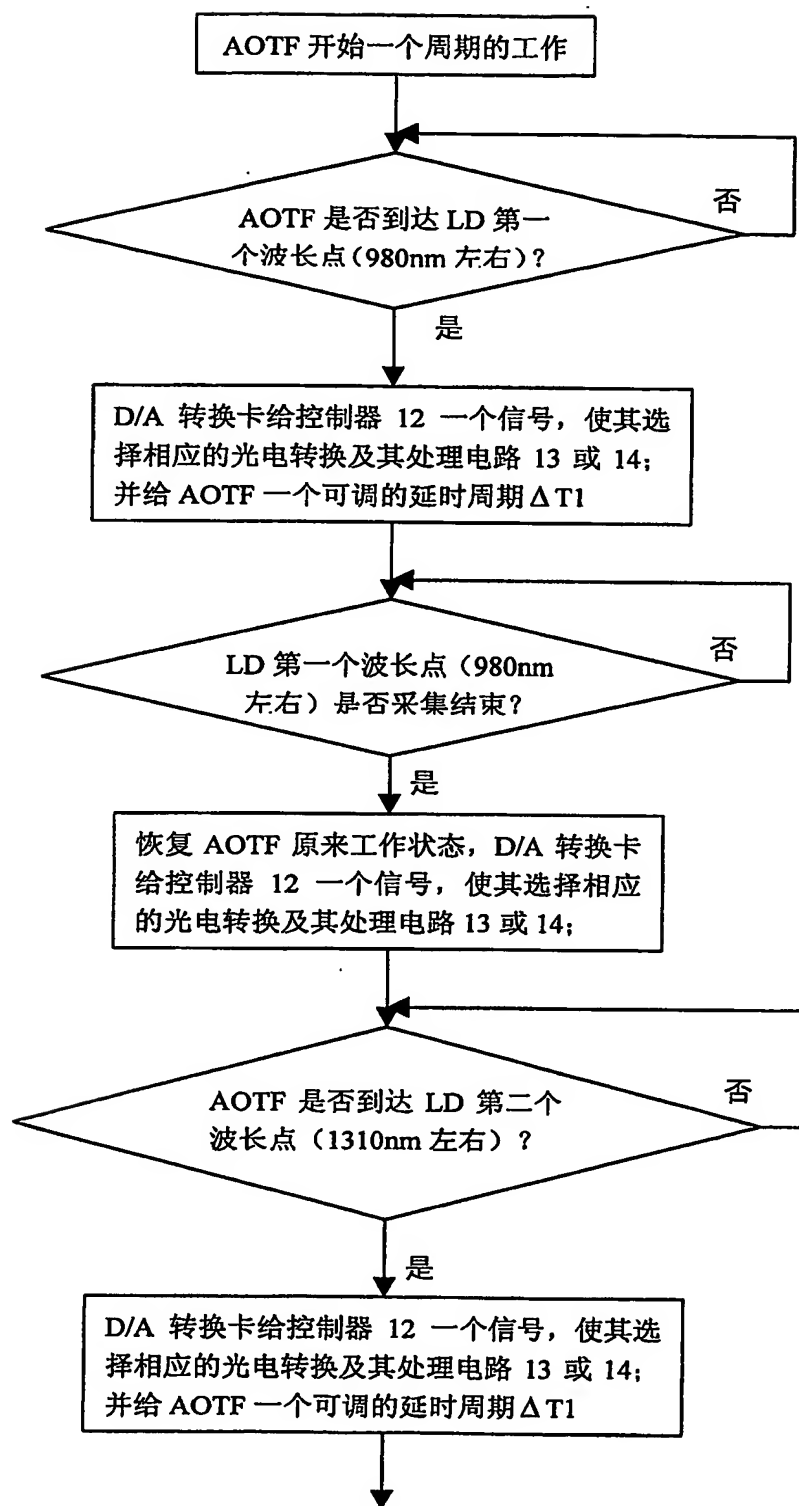 AOTF 开始一个周期的工作
否
AOTF 是否到达 LD 第一
个波长点(980nm 左右)?
是
D/A 转换卡给控制器 12 一个信号，使其选
择相应的光电转换及其处理电路 13 或 14;
并给 AOTF 一个可调的延时周期ΔT1
否
LD 第一个波长点（980nm
左右）是否采集结束?
是
恢复 AOTF 原来工作状态，D/A 转换卡
给控制器 12 一个信号，使其选择相应
的光电转换及其处理电路 13 或 14;
否
AOTF 是否到达 LD 第二个
波长点（1310nm 左右）?
是
D/A 转换卡给控制器 12 一个信号，使其选
择相应的光电转换及其处理电路 13 或 14;
并给 AOTF 一个可调的延时周期ΔT1